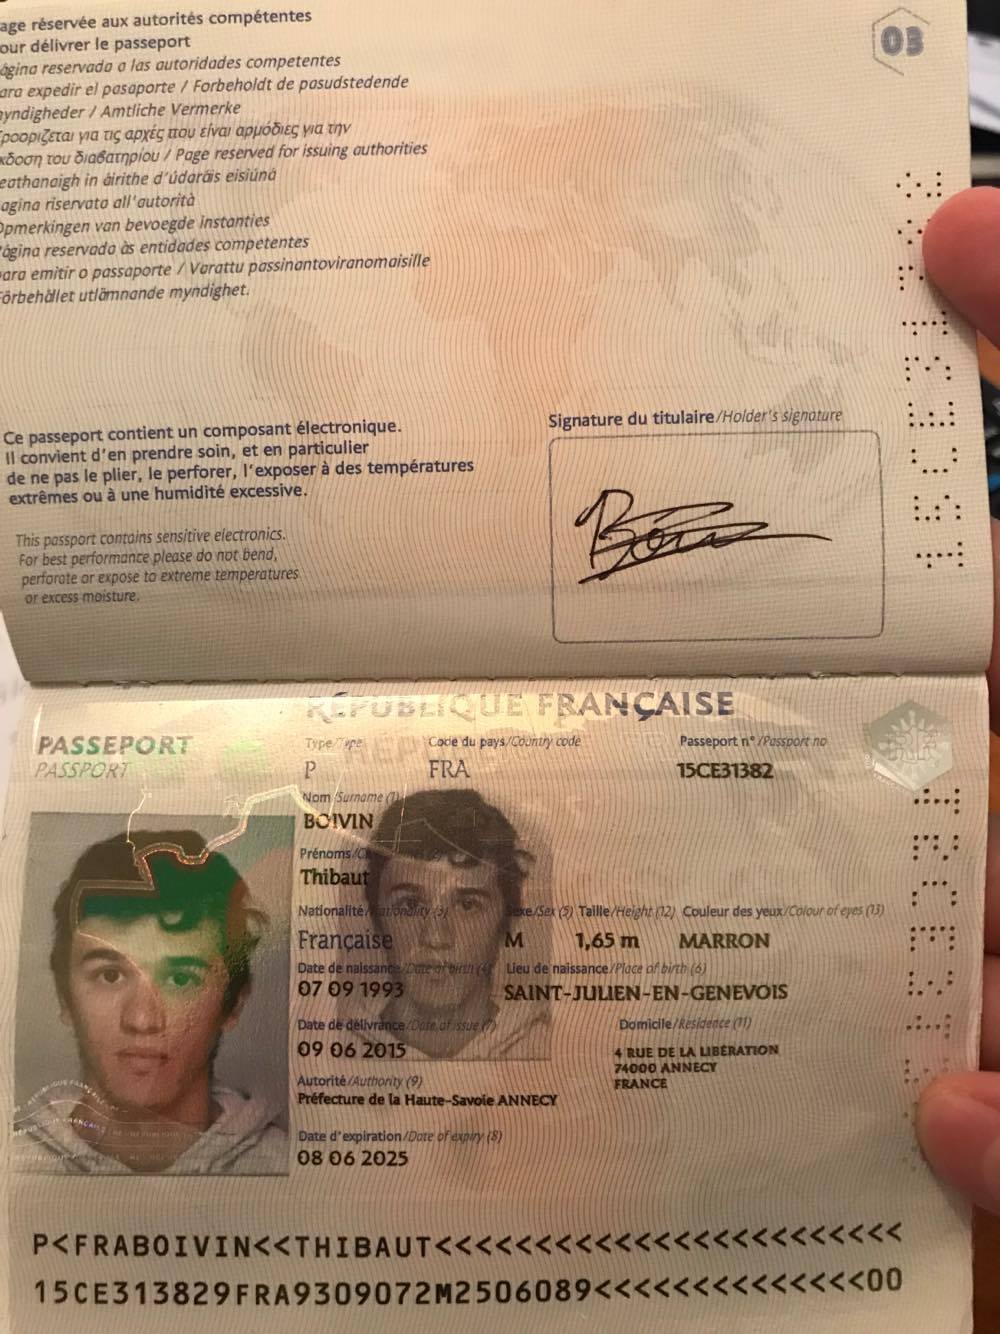 03
age réservée aux autorités compétentes
our délivrer le passeport
ágina reservada a las autoridades competentes
ara expedir el pasaporte / Forbeholdt de pasudstedende
yndigheder / Amtliche Vermerke
ροορίζεται για τις αρχές που είναι αρμόδιες για την
κδοση του διαβατηρίου / Page reserved for issuing authorities
eathanaigh in áirithe d'údaráis eisiúná
agina riservata all'autorità
Opmerkingen van bevoegde instanties
Página reservada às entidades competentes
para emitir o passaporte / Varattu passinantoviranomaisille
Förbehållet utlämnande myndighet.
Ce passeport contient un composant électronique.
Il convient d'en prendre soin, et en particulier
de ne pas le plier, le perforer, l'exposer à des températures
extrêmes ou à une humidité excessive.
This passport contains sensitive electronics.
For best performance please do not bend,
perforate or expose to extreme temperatures
or excess moisture.
Signature du titulaire/Holder's signature
15CE31382
RÉPUBLIQUE FRANÇAISE
PASSEPORT
PASSPORT
Type/Type Code du pays/Country code Passeport n°/Passport no
P FRA 15CE31382
Nom/Surname (1)
BOIVIN
Prénoms/
Thibaut
Nationalité/Nationality (3) Sexe/Sex (5) Taille/Height (12) Couleur des yeux/Colour of eyes (13)
Française M 1,65 m MARRON
Date de naissance/Date of birth (4) Lieu de naissance/Place of birth (6)
07 09 1993 SAINT-JULIEN-EN-GENEVOIS
Date de délivrance/Date of issue (7) Domicile/Residence (11)
09 06 2015 4 RUE DE LA LIBÉRATION
74000 ANNECY
FRANCE
Autorité/Authority (9)
Préfecture de la Haute-Savoie ANNECY
Date d'expiration/Date of expiry (8)
08 06 2025
P<FRABOIVIN<<THIBAUT<<<<<<<<<<<<<<<<<<<<<<<<
15CE313829FRA9309072M2506089<<<<<<<<<<<<<<00